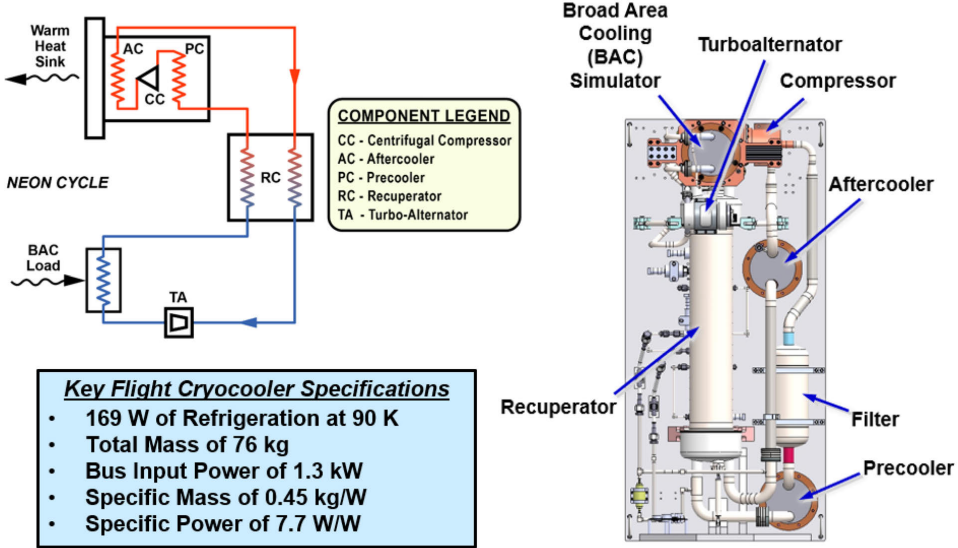 Warm
Heat
Sink
AC
PC
CC
NEON CYCLE
RC
BAC
Load
TA
COMPONENT LEGEND
CC - Centrifugal Compressor
AC - Aftercooler
PC - Precooler
RC - Recuperator
TA - Turbo-Alternator
Key Flight Cryocooler Specifications
• 169 W of Refrigeration at 90 K
• Total Mass of 76 kg
• Bus Input Power of 1.3 kW
• Specific Mass of 0.45 kg/W
• Specific Power of 7.7 W/W
Broad Area
Cooling
(BAC)
Simulator
Turboalternator
Compressor
Aftercooler
Recuperator
Filter
Precooler